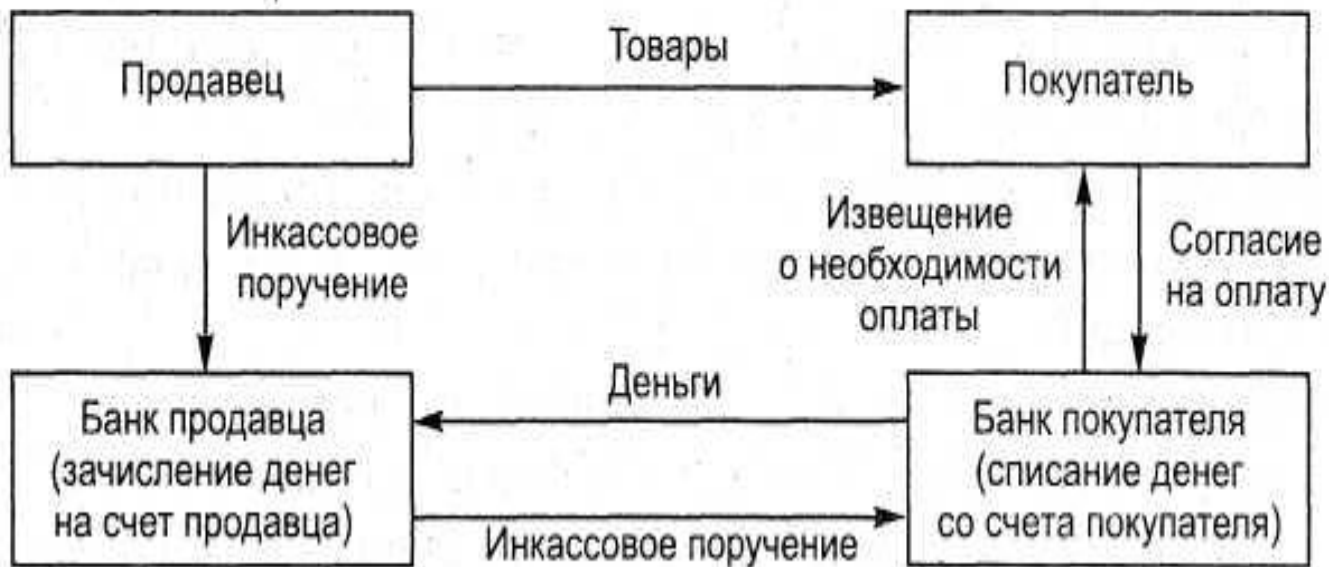 Товары
Продавец
Покупатель
Инкассовое
поручение
Извещение
о необходимости
оплаты
Согласие
на оплату
Деньги
Банк продавца
(зачисление денег
на счет продавца)
Банк покупателя
(списание денег
со счета покупателя)
Инкассовое поручение